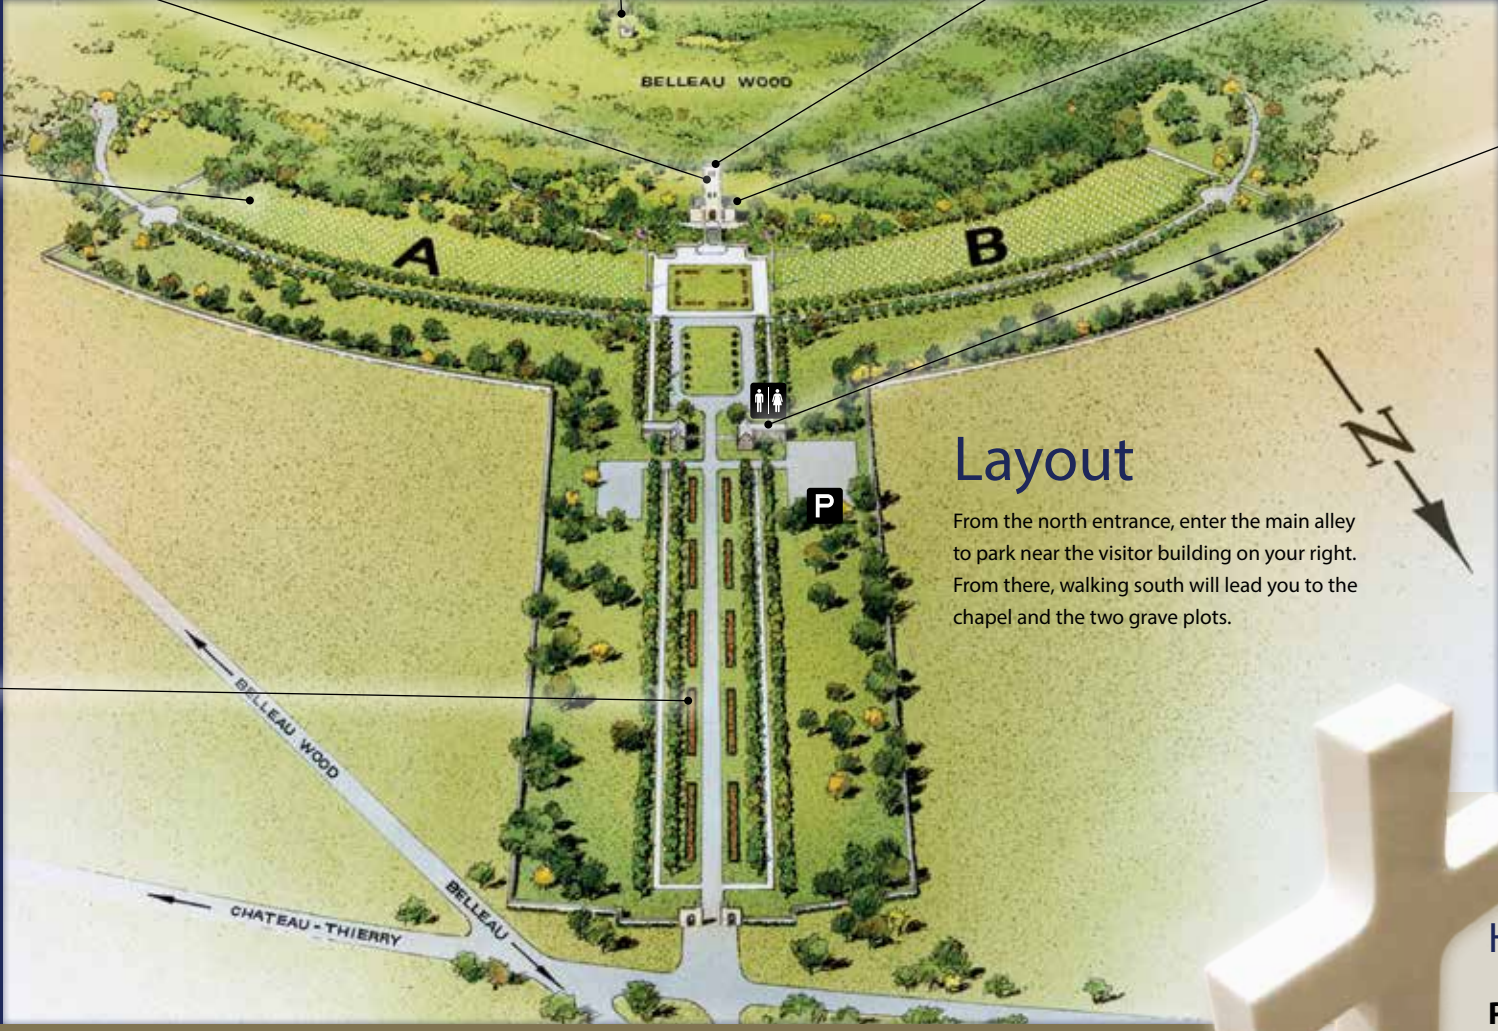 BELLEAU WOOD
A
B
N
Layout
From the north entrance, enter the main alley
to park near the visitor building on your right.
From there, walking south will lead you to the
chapel and the two grave plots.
P
BELLEAU WOOD
BELLEAU
CHATEAU-THIERRY